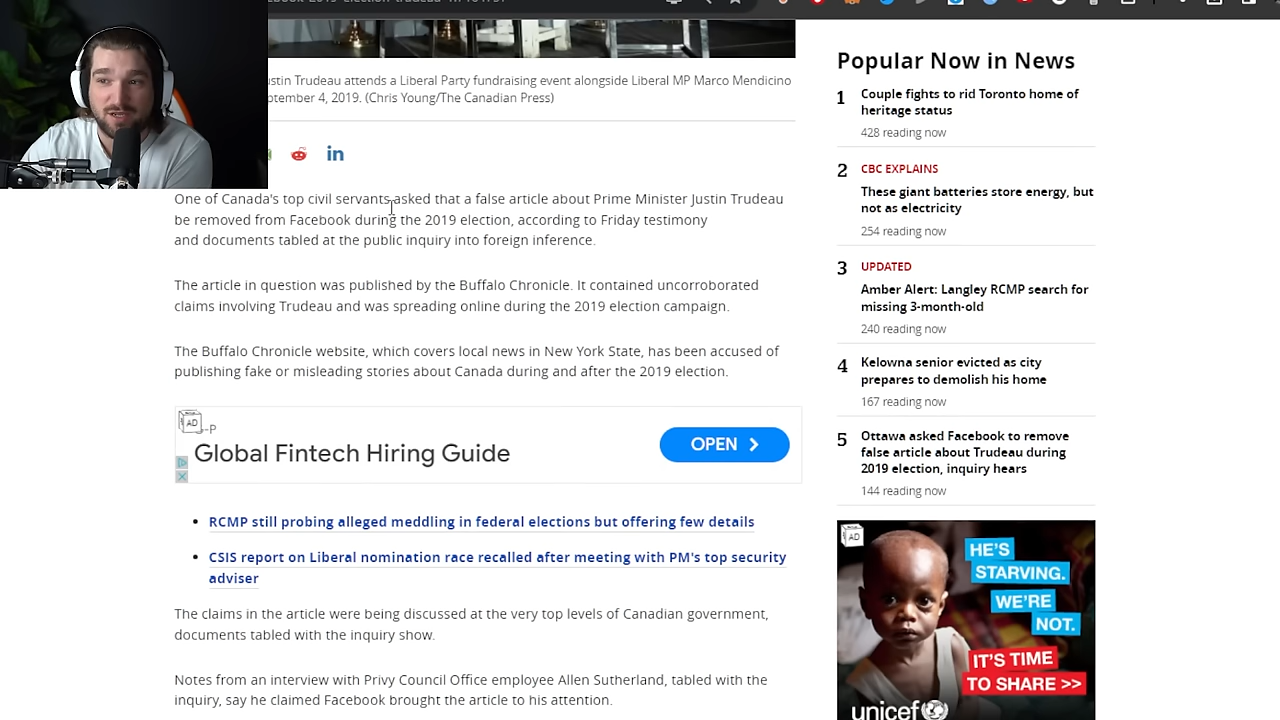 ustin Trudeau attends a Liberal Party fundraising event alongside Liberal MP Marco Mendicino
ptember 4, 2019. (Chris Young/The Canadian Press)
in
One of Canada's top civil servants asked that a false article about Prime Minister Justin Trudeau
be removed from Facebook during the 2019 election, according to Friday testimony
and documents tabled at the public inquiry into foreign inference.
The article in question was published by the Buffalo Chronicle. It contained uncorroborated
claims involving Trudeau and was spreading online during the 2019 election campaign.
The Buffalo Chronicle website, which covers local news in New York State, has been accused of
publishing fake or misleading stories about Canada during and after the 2019 election.
AD
G-P
Global Fintech Hiring Guide
OPEN
• RCMP still probing alleged meddling in federal elections but offering few details
• CSIS report on Liberal nomination race recalled after meeting with PM's top security
adviser
The claims in the article were being discussed at the very top levels of Canadian government,
documents tabled with the inquiry show.
Notes from an interview with Privy Council Office employee Allen Sutherland, tabled with the
inquiry, say he claimed Facebook brought the article to his attention.
Popular Now in News
1 Couple fights to rid Toronto home of
heritage status
428 reading now
2 CBC EXPLAINS
These giant batteries store energy, but
not as electricity
254 reading now
3 UPDATED
Amber Alert: Langley RCMP search for
missing 3-month-old
240 reading now
4 Kelowna senior evicted as city
prepares to demolish his home
167 reading now
5 Ottawa asked Facebook to remove
false article about Trudeau during
2019 election, inquiry hears
144 reading now
AD
HE'S
STARVING.
WE'RE
NOT.
IT'S TIME
TO SHARE >>
unicef